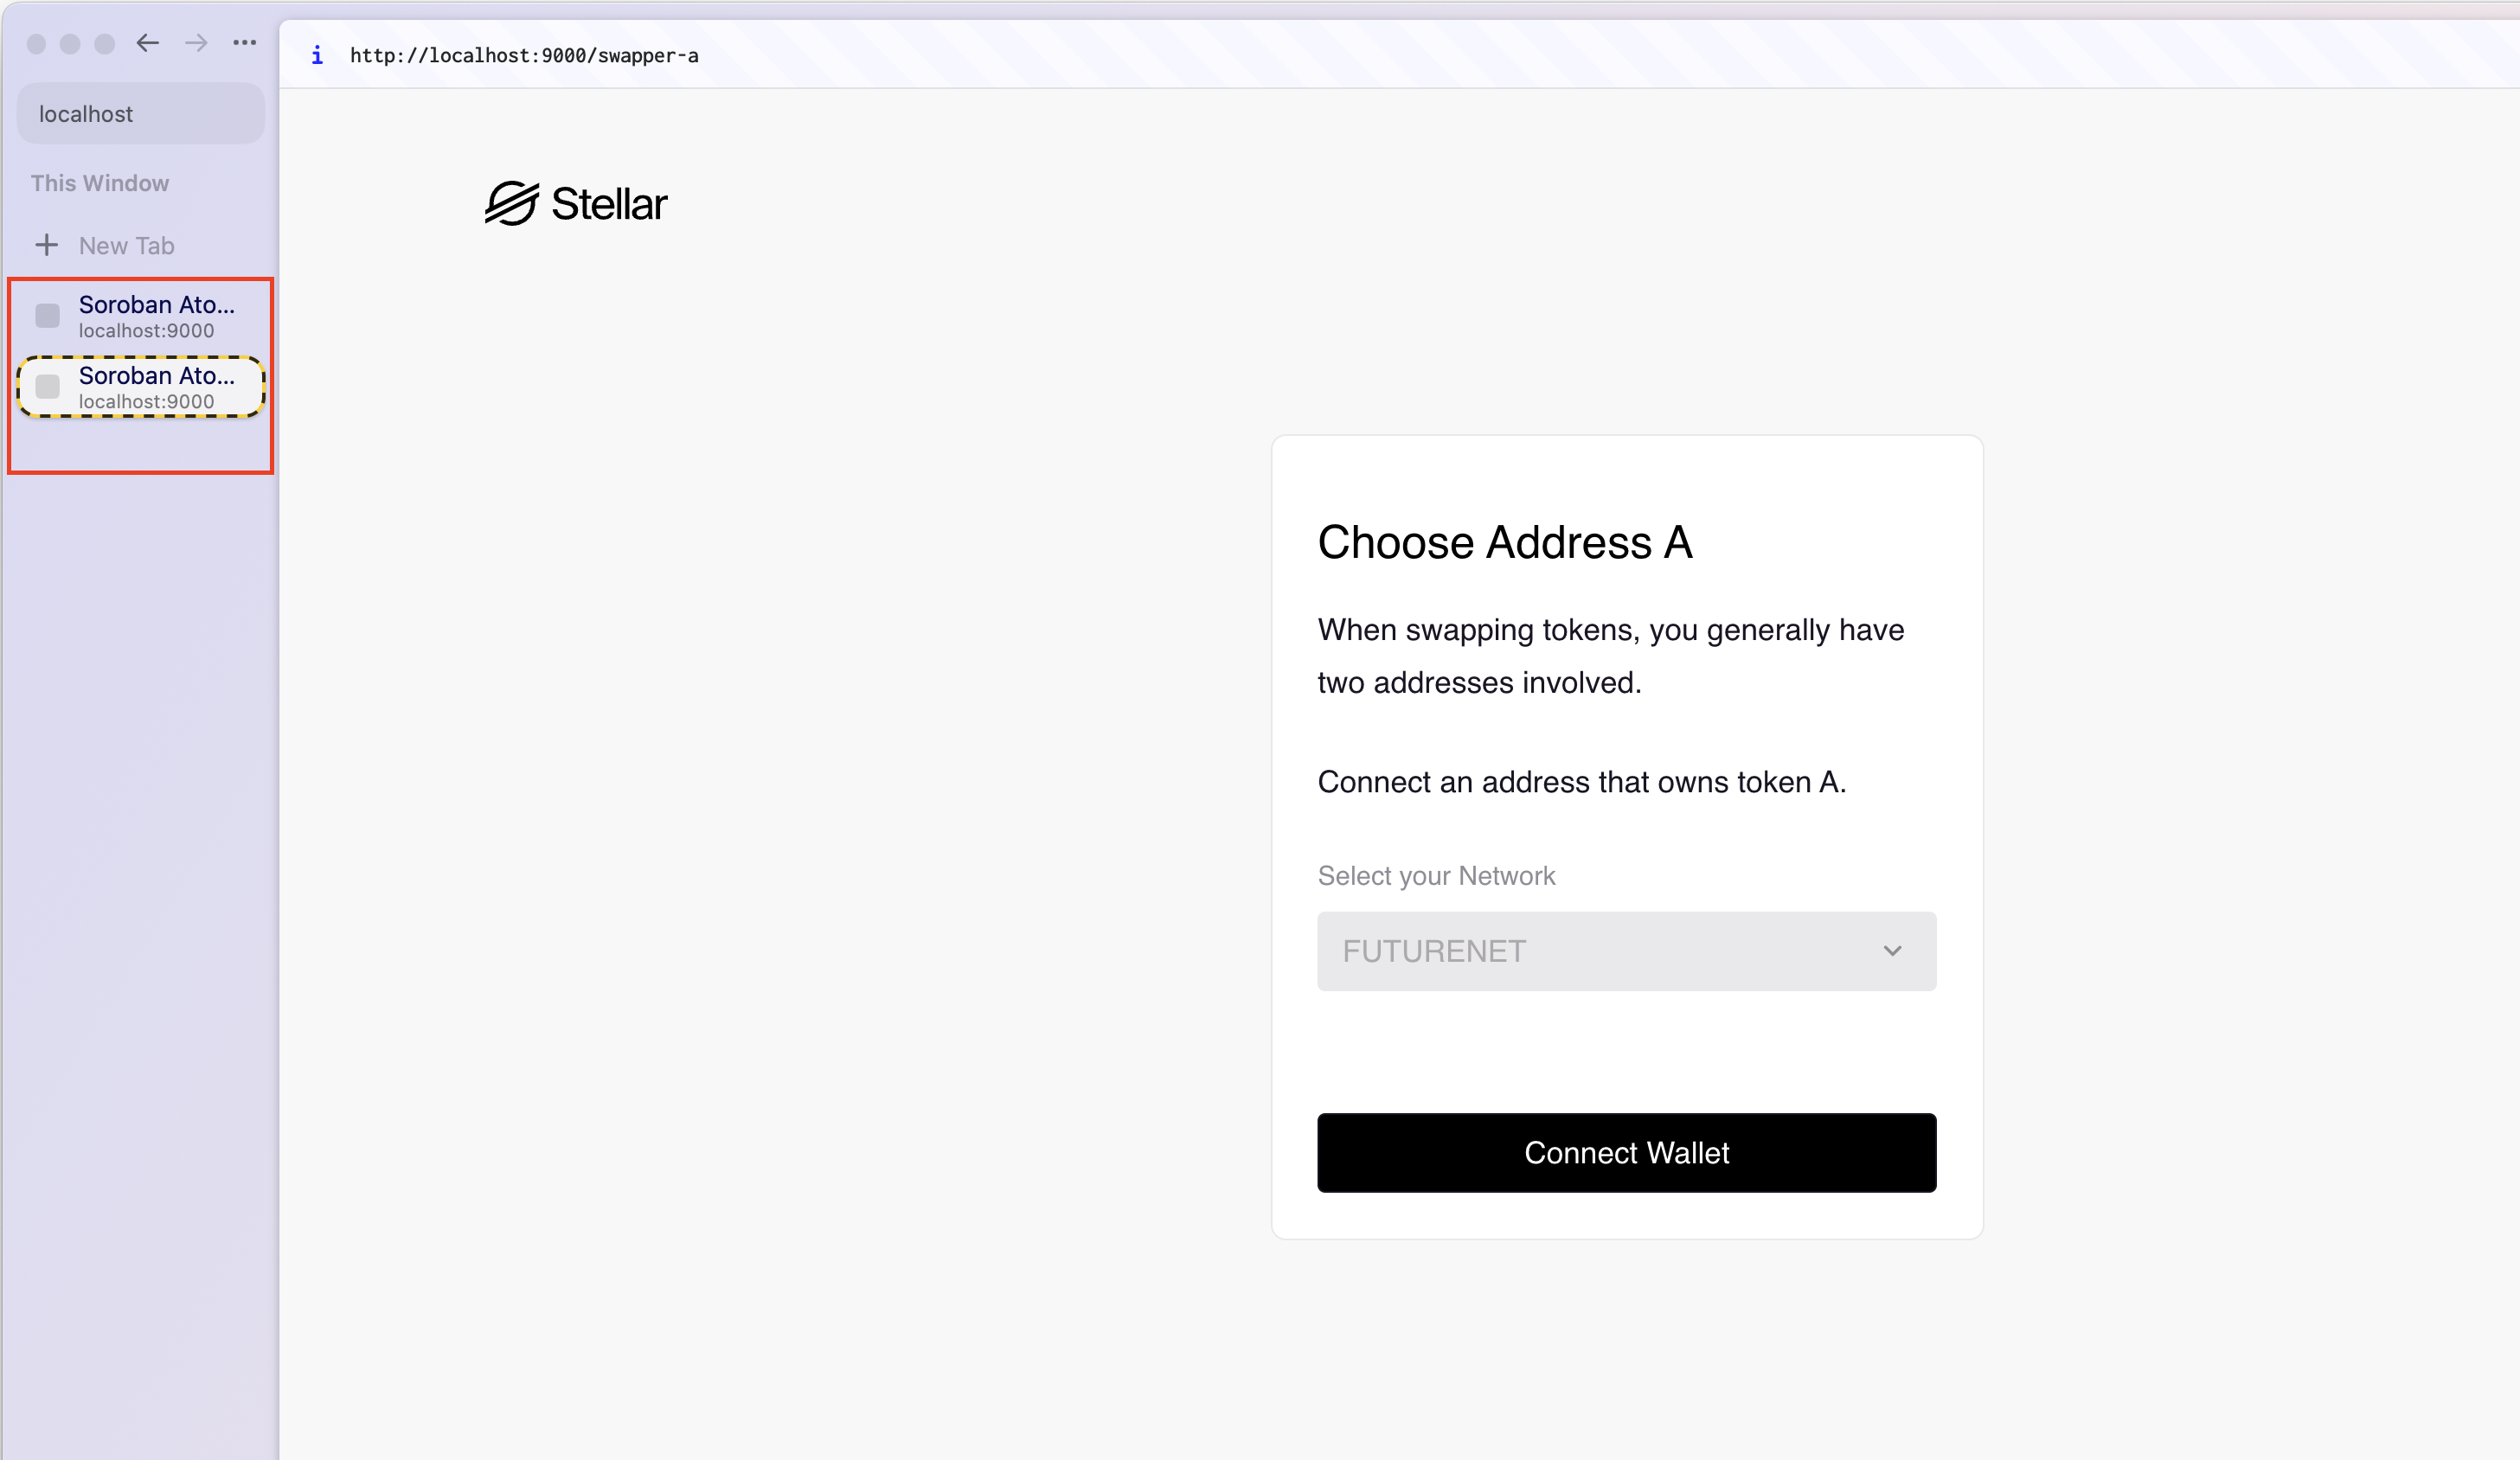 i http://localhost:9000/swapper-a
localhost
This Window
New Tab
Soroban Ato...
localhost:9000
Soroban Ato...
localhost:9000
Stellar
Choose Address A
When swapping tokens, you generally have
two addresses involved.
Connect an address that owns token A.
Select your Network
FUTURENET
Connect Wallet